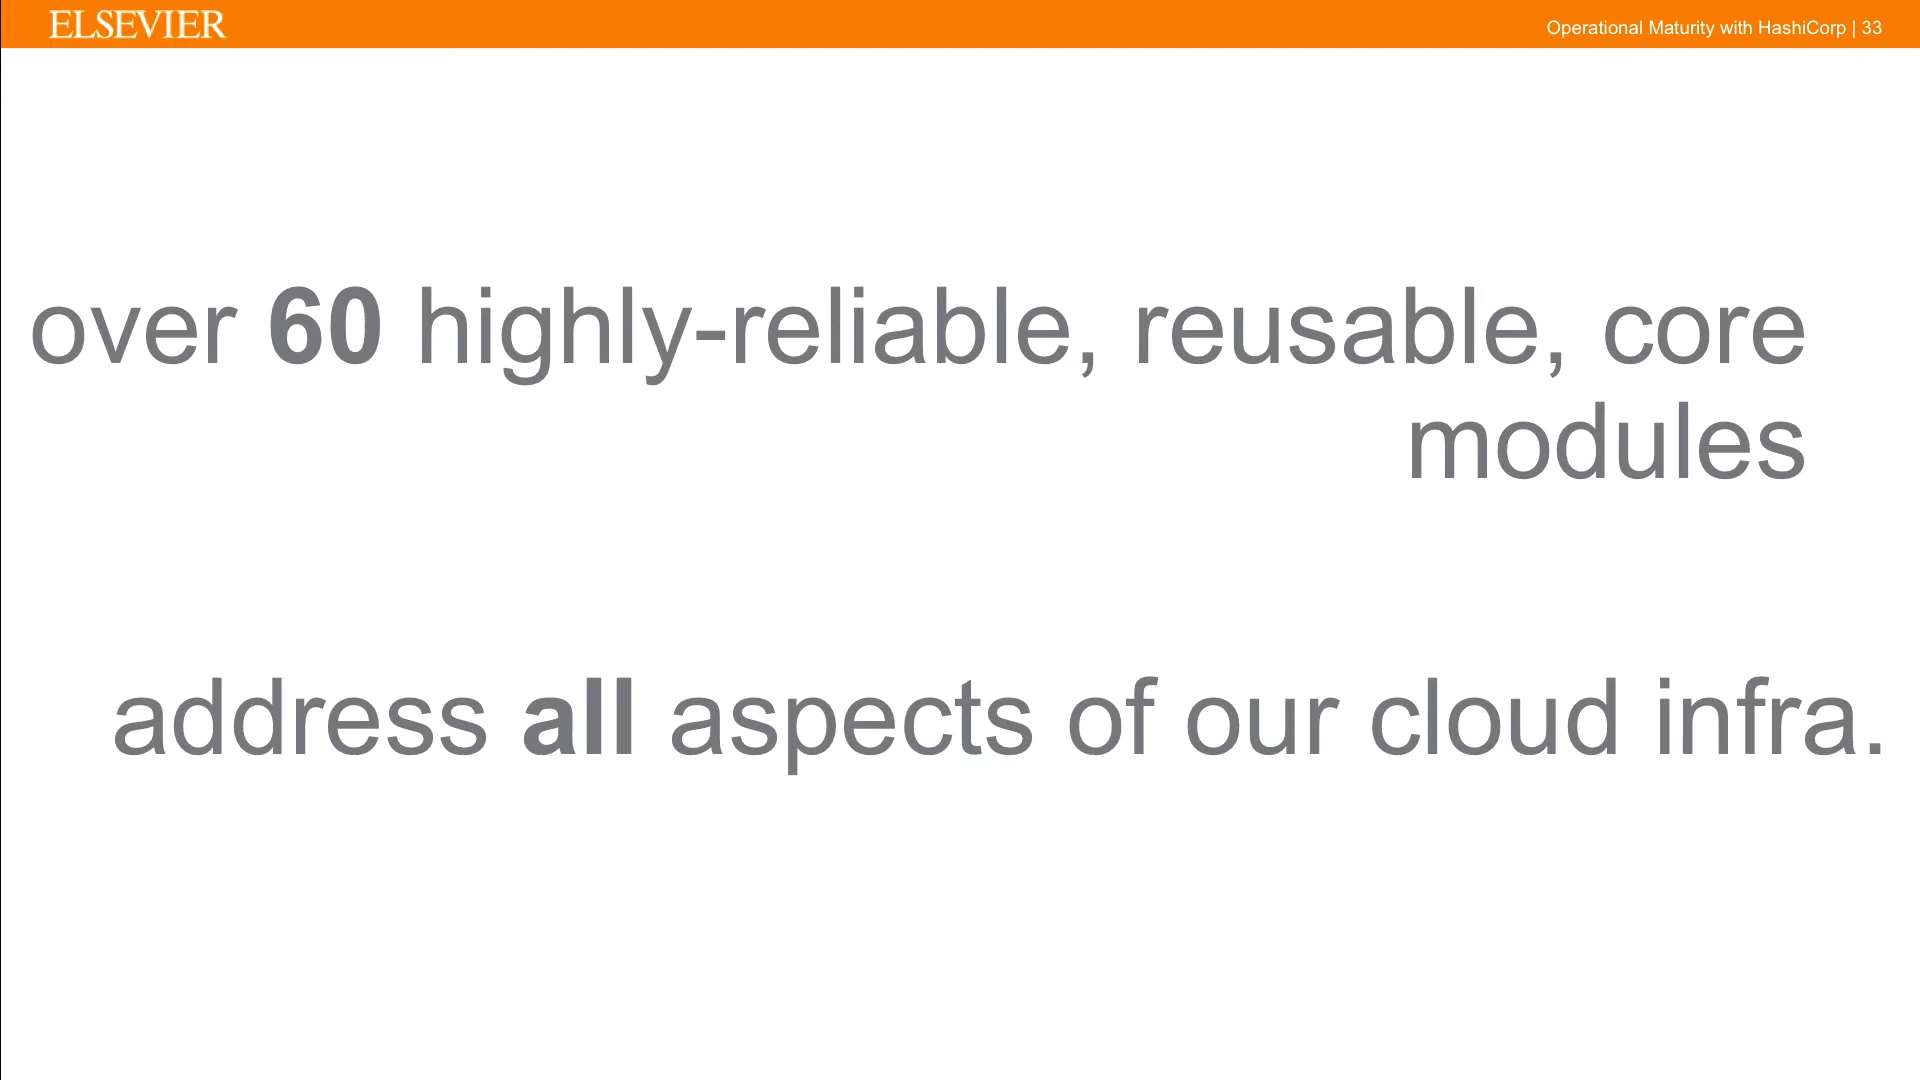 ELSEVIER
Operational Maturity with HashiCorp | 33
over 60 highly-reliable, reusable, core
modules
address all aspects of our cloud infra.